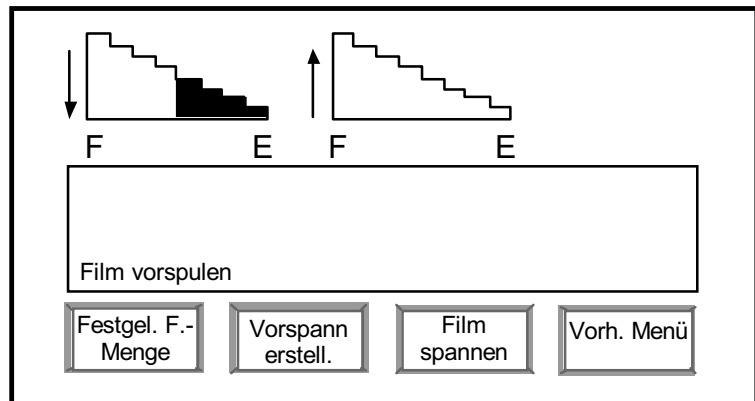 F E F E
Film vorspulen
Festgel. F.-
Menge
Vorspann
erstell.
Film
spannen
Vorh. Menü